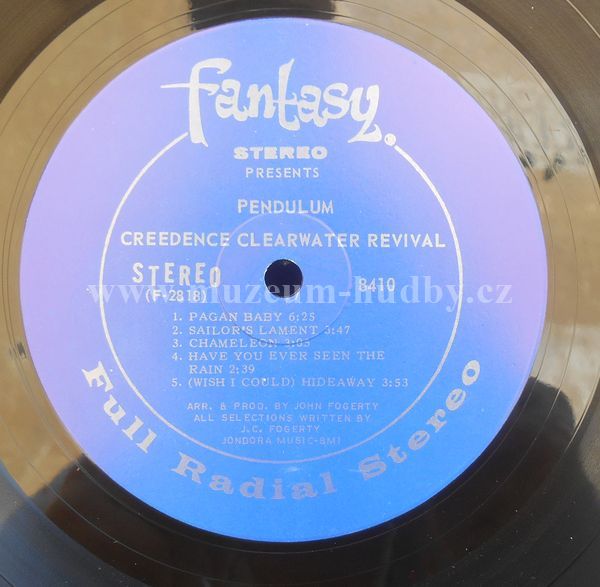 fantasy.
STEREO
PRESENTS
PENDULUM
CREEDENCE CLEARWATER REVIVAL
STEREO
(F-2818)
8410
www.muzeum-hudby.cz
1. PAGAN BABY 6:25
2. SAILOR'S LAMENT 3:47
3. CHAMELEON 3:05
4. HAVE YOU EVER SEEN THE
RAIN 2:39
5. (WISH I COULD) HIDEAWAY 3:53
ARR. & PROD. BY JOHN FOGERTY
ALL SELECTIONS WRITTEN BY
J.C. FOGERTY
JONDORA MUSIC-BMI
Full Radial Stereo